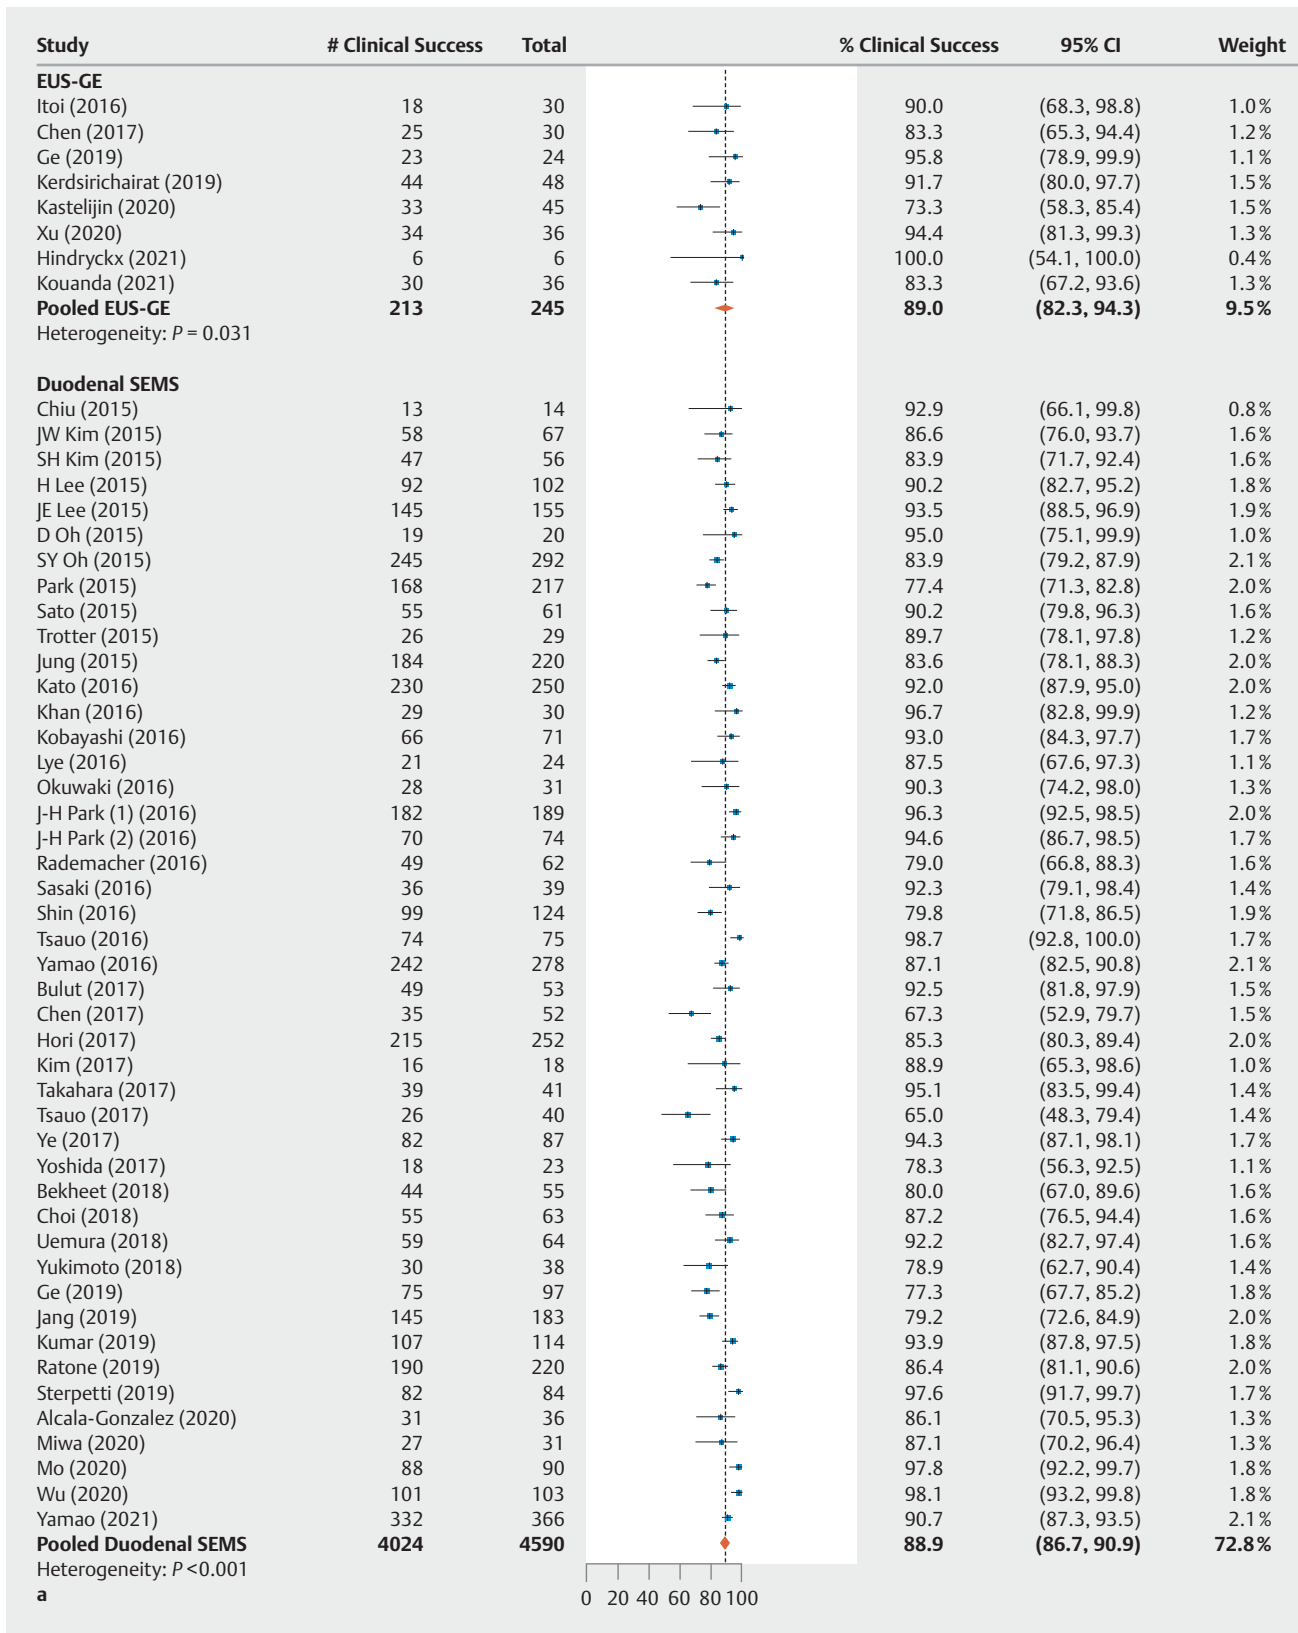 Study # Clinical Success Total % Clinical Success 95% CI Weight
EUS-GE
Itoi (2016) 18 30 90.0 (68.3, 98.8) 1.0%
Chen (2017) 25 30 83.3 (65.3, 94.4) 1.2%
Ge (2019) 23 24 95.8 (78.9, 99.9) 1.1%
Kerdsirichairat (2019) 44 48 91.7 (80.0, 97.7) 1.5%
Kastelijin (2020) 33 45 73.3 (58.3, 85.4) 1.5%
Xu (2020) 34 36 94.4 (81.3, 99.3) 1.3%
Hindryckx (2021) 6 6 100.0 (54.1, 100.0) 0.4%
Kouanda (2021) 30 36 83.3 (67.2, 93.6) 1.3%
Pooled EUS-GE 213 245 89.0 (82.3, 94.3) 9.5%
Heterogeneity: P = 0.031
Duodenal SEMS
Chiu (2015) 13 14 92.9 (66.1, 99.8) 0.8%
JW Kim (2015) 58 67 86.6 (76.0, 93.7) 1.6%
SH Kim (2015) 47 56 83.9 (71.7, 92.4) 1.6%
H Lee (2015) 92 102 90.2 (82.7, 95.2) 1.8%
JE Lee (2015) 145 155 93.5 (88.5, 96.9) 1.9%
D Oh (2015) 19 20 95.0 (75.1, 99.9) 1.0%
SY Oh (2015) 245 292 83.9 (79.2, 87.9) 2.1%
Park (2015) 168 217 77.4 (71.3, 82.8) 2.0%
Sato (2015) 55 61 90.2 (79.8, 96.3) 1.6%
Trotter (2015) 26 29 89.7 (78.1, 97.8) 1.2%
Jung (2015) 184 220 83.6 (78.1, 88.3) 2.0%
Kato (2016) 230 250 92.0 (87.9, 95.0) 2.0%
Khan (2016) 29 30 96.7 (82.8, 99.9) 1.2%
Kobayashi (2016) 66 71 93.0 (84.3, 97.7) 1.7%
Lye (2016) 21 24 87.5 (67.6, 97.3) 1.1%
Okuwaki (2016) 28 31 90.3 (74.2, 98.0) 1.3%
J-H Park (1) (2016) 182 189 96.3 (92.5, 98.5) 2.0%
J-H Park (2) (2016) 70 74 94.6 (86.7, 98.5) 1.7%
Rademacher (2016) 49 62 79.0 (66.8, 88.3) 1.6%
Sasaki (2016) 36 39 92.3 (79.1, 98.4) 1.4%
Shin (2016) 99 124 79.8 (71.8, 86.5) 1.9%
Tsauo (2016) 74 75 98.7 (92.8, 100.0) 1.7%
Yamao (2016) 242 278 87.1 (82.5, 90.8) 2.1%
Bulut (2017) 49 53 92.5 (81.8, 97.9) 1.5%
Chen (2017) 35 52 67.3 (52.9, 79.7) 1.5%
Hori (2017) 215 252 85.3 (80.3, 89.4) 2.0%
Kim (2017) 16 18 88.9 (65.3, 98.6) 1.0%
Takahara (2017) 39 41 95.1 (83.5, 99.4) 1.4%
Tsauo (2017) 26 40 65.0 (48.3, 79.4) 1.4%
Ye (2017) 82 87 94.3 (87.1, 98.1) 1.7%
Yoshida (2017) 18 23 78.3 (56.3, 92.5) 1.1%
Bekheet (2018) 44 55 80.0 (67.0, 89.6) 1.6%
Choi (2018) 55 63 87.2 (76.5, 94.4) 1.6%
Uemura (2018) 59 64 92.2 (82.7, 97.4) 1.6%
Yukimoto (2018) 30 38 78.9 (62.7, 90.4) 1.4%
Ge (2019) 75 97 77.3 (67.7, 85.2) 1.8%
Jang (2019) 145 183 79.2 (72.6, 84.9) 2.0%
Kumar (2019) 107 114 93.9 (87.8, 97.5) 1.8%
Ratone (2019) 190 220 86.4 (81.1, 90.6) 2.0%
Sterpetti (2019) 82 84 97.6 (91.7, 99.7) 1.7%
Alcala-Gonzalez (2020) 31 36 86.1 (70.5, 95.3) 1.3%
Miwa (2020) 27 31 87.1 (70.2, 96.4) 1.3%
Mo (2020) 88 90 97.8 (92.2, 99.7) 1.8%
Wu (2020) 101 103 98.1 (93.2, 99.8) 1.8%
Yamao (2021) 332 366 90.7 (87.3, 93.5) 2.1%
Pooled Duodenal SEMS 4024 4590 88.9 (86.7, 90.9) 72.8%
Heterogeneity: P <0.001
a 0 20 40 60 80 100